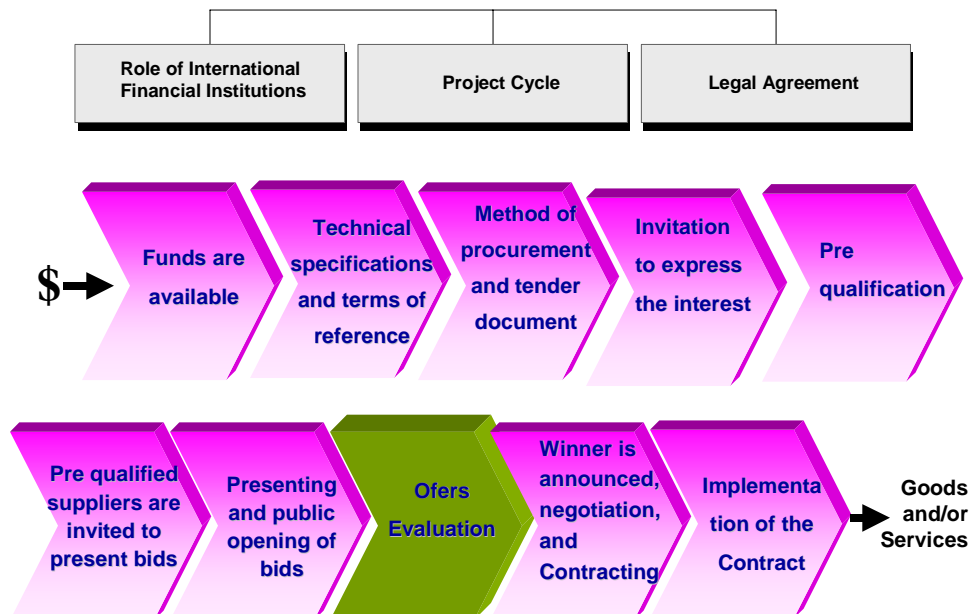 Role of International
Financial Institutions
Project Cycle
Legal Agreement
$
Funds are
available
Technical
specifications
and terms of
reference
Method of
procurement
and tender
document
Invitation
to express
the interest
Pre
qualification
Pre qualified
suppliers are
invited to
present bids
Presenting
and public
opening of
bids
Ofers
Evaluation
Winner is
announced,
negotiation,
and
Contracting
Implementa
tion of the
Contract
Goods
and/or
Services